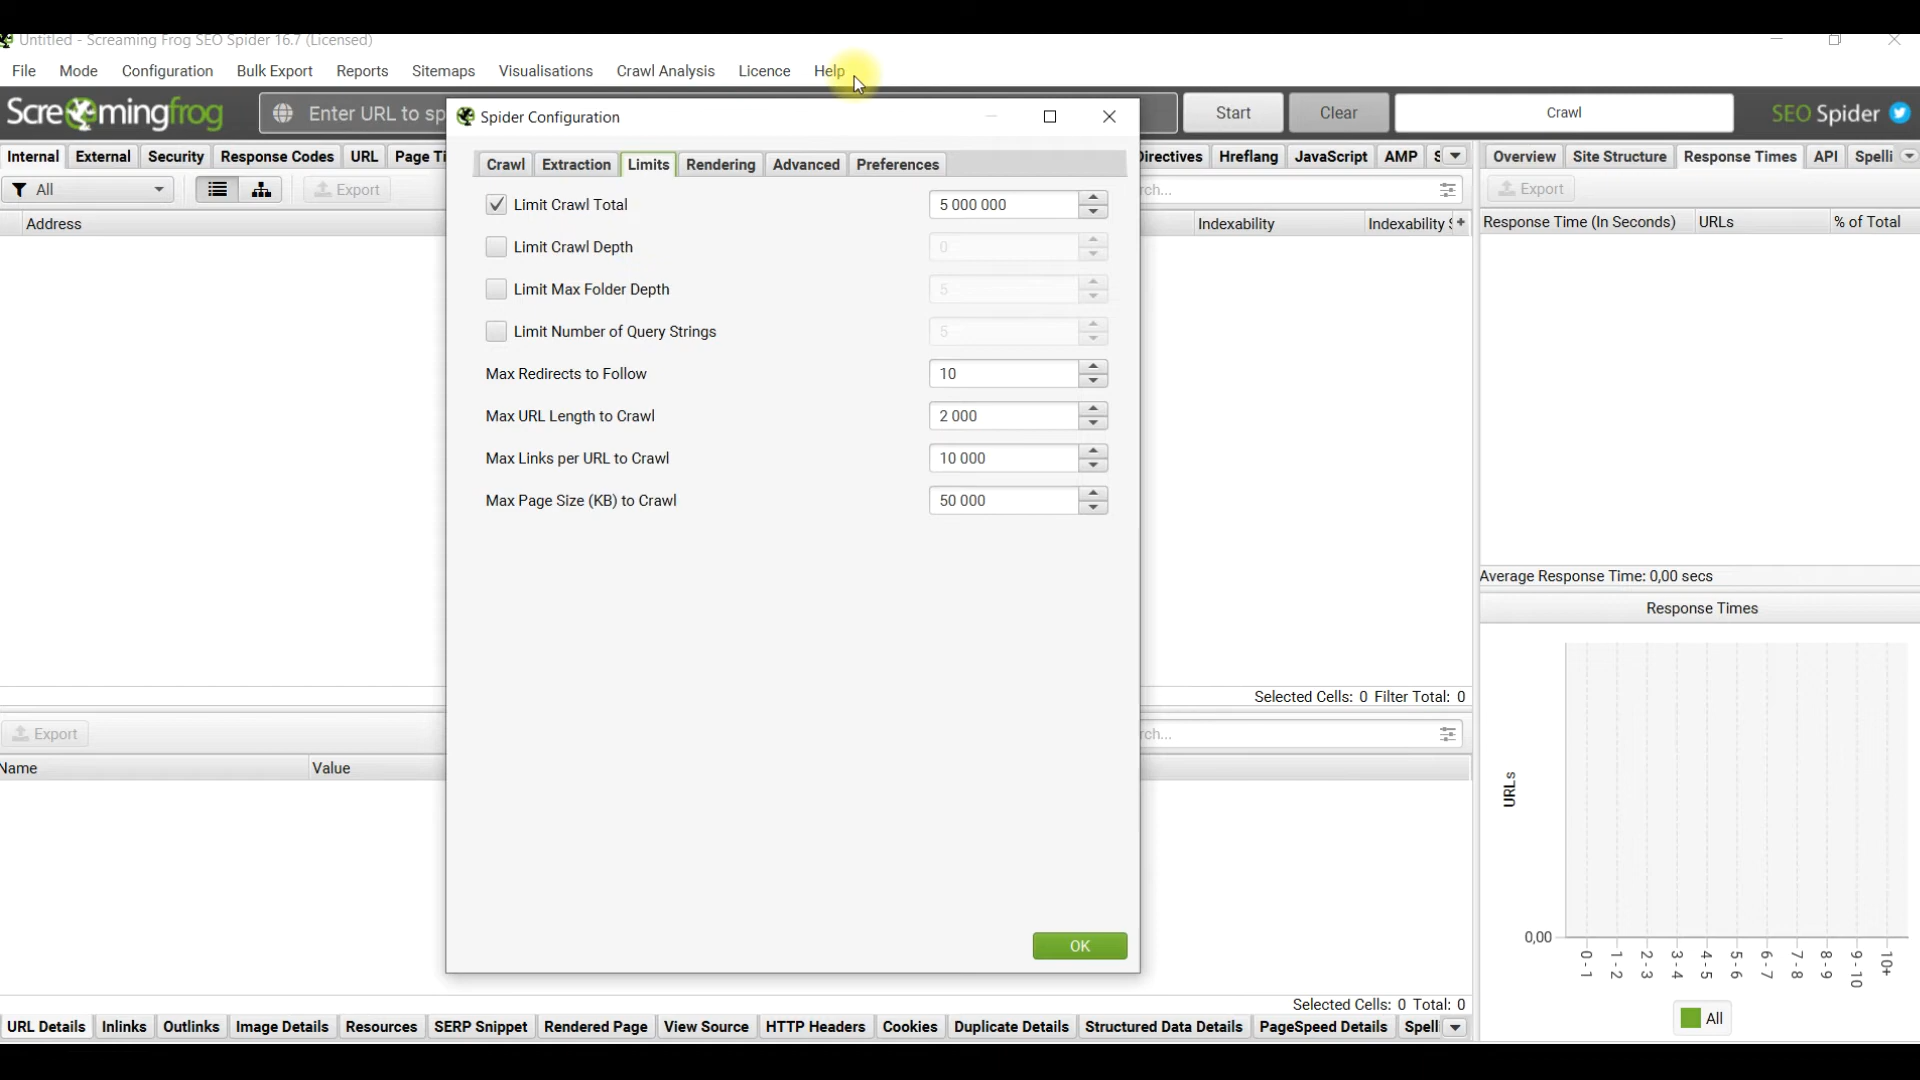 Untitled - Screaming Frog SEO Spider 16.7 (Licensed)
File Mode Configuration Bulk Export Reports Sitemaps Visualisations Crawl Analysis Licence Help
Screamingfrog Enter URL to sp Start Clear Crawl SEO Spider
Spider Configuration
Internal External Security Response Codes URL Page Ti Directives Hreflang JavaScript AMP S Overview Site Structure Response Times API Spelli
Crawl Extraction Limits Rendering Advanced Preferences
All Export rch... Export
Limit Crawl Total 5 000 000
Address Indexability Indexability S + Response Time (In Seconds) URLs % of Total
Limit Crawl Depth 0
Limit Max Folder Depth 5
Limit Number of Query Strings 5
Max Redirects to Follow 10
Max URL Length to Crawl 2 000
Max Links per URL to Crawl 10 000
Max Page Size (KB) to Crawl 50 000
Average Response Time: 0,00 secs
Response Times
Selected Cells: 0 Filter Total: 0
Export rch...
Name Value
URLs
0,00
0 - 1 1 - 2 2 - 3 3 - 4 4 - 5 5 - 6 6 - 7 7 - 8 8 - 9 9 - 10 10+
OK
Selected Cells: 0 Total: 0
All
URL Details Inlinks Outlinks Image Details Resources SERP Snippet Rendered Page View Source HTTP Headers Cookies Duplicate Details Structured Data Details PageSpeed Details Spelli